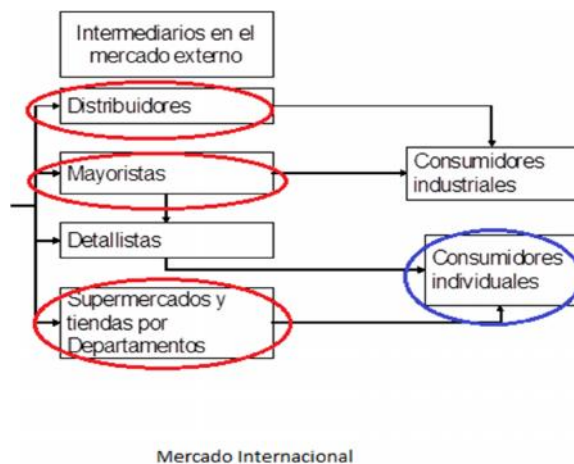 Intermediarios en el
mercado externo
Distribuidores
Mayoristas
Consumidores
industriales
Detallistas
Consumidores
individuales
Supermercados y
tiendas por
Departamentos
Mercado Internacional